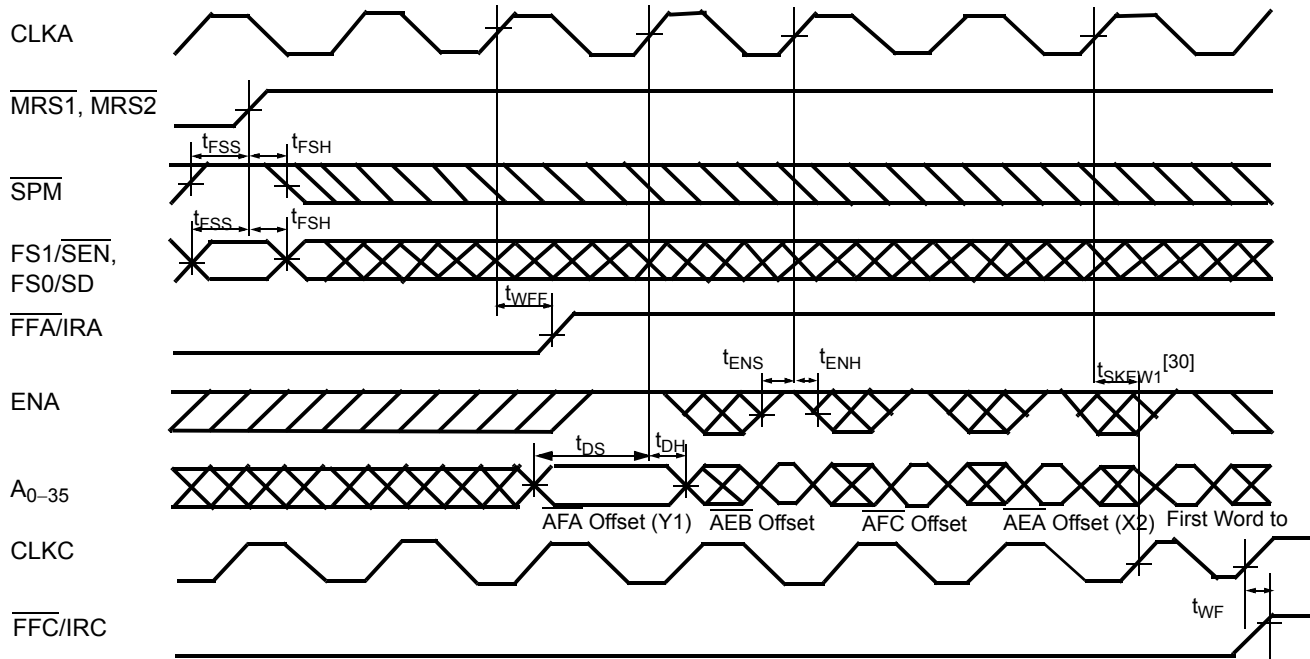 CLKA
MRS1, MRS2
tFSS tFSH
SPM
tFSS tFSH
FS1/SEN,
FS0/SD
tWFF
FFA/IRA
tENS tENH
tSKEW1[30]
ENA
tDS tDH
A0–35
AFA Offset (Y1) AEB Offset AFC Offset AEA Offset (X2) First Word to
CLKC
tWF
FFC/IRC